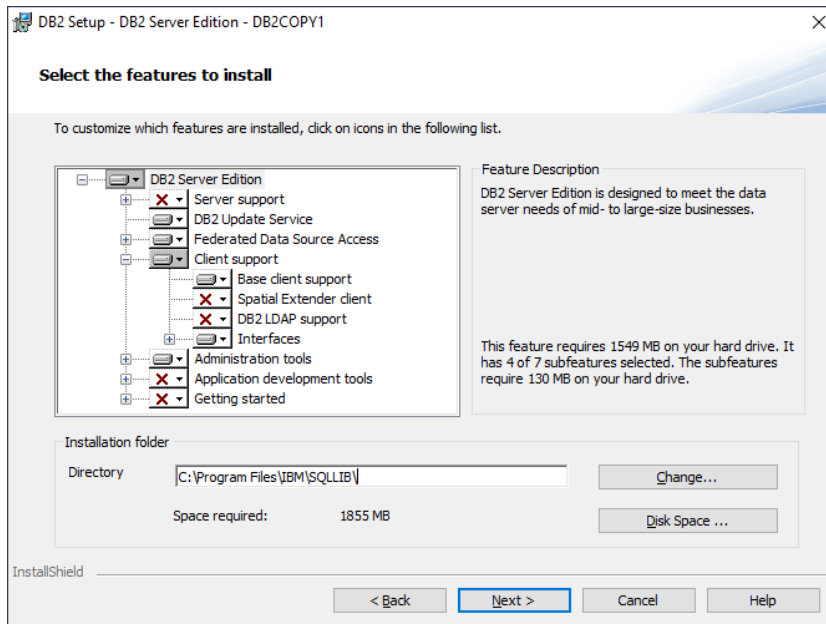 DB2 Setup - DB2 Server Edition - DB2COPY1
Select the features to install
To customize which features are installed, click on icons in the following list.
DB2 Server Edition
Server support
DB2 Update Service
Federated Data Source Access
Client support
Base client support
Spatial Extender client
DB2 LDAP support
Interfaces
Administration tools
Application development tools
Getting started
Feature Description
DB2 Server Edition is designed to meet the data
server needs of mid- to large-size businesses.
This feature requires 1549 MB on your hard drive. It
has 4 of 7 subfeatures selected. The subfeatures
require 130 MB on your hard drive.
Installation folder
Directory
C:\Program Files\IBM\SQLLIB\
Change...
Space required: 1855 MB
Disk Space ...
InstallShield
< Back
Next >
Cancel
Help